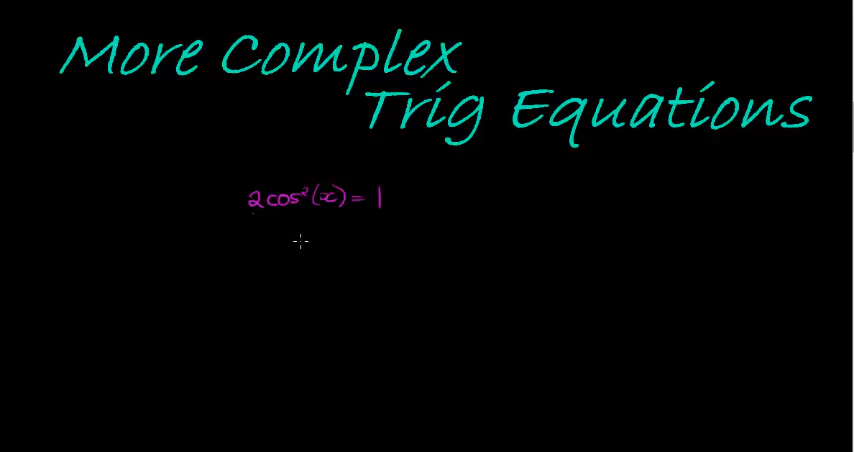 More Complex
Trig Equations
2cos²(x) = 1